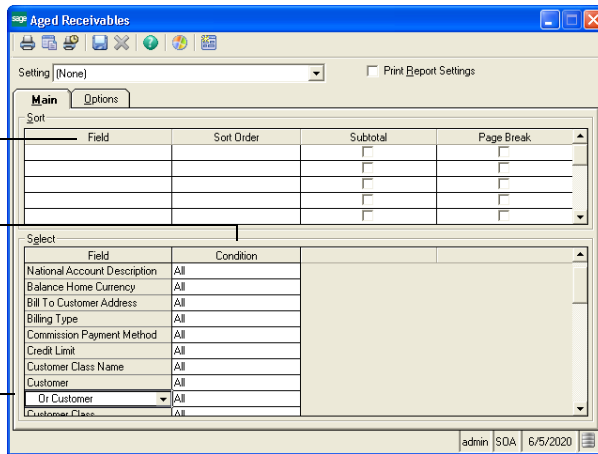 sage Aged Receivables
Setting (None) Print Report Settings
Main Options
Sort
Field Sort Order Subtotal Page Break
Select
Field Condition
National Account Description All
Balance Home Currency All
Bill To Customer Address All
Billing Type All
Commission Payment Method All
Credit Limit All
Customer Class Name All
Customer All
Or Customer All
Customer Class All
admin SOA 6/5/2020